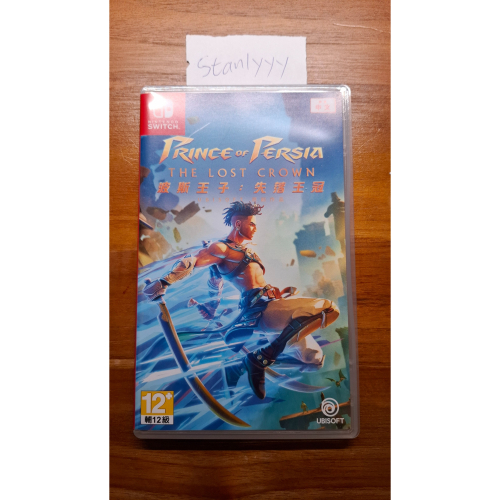 stanlyyy
NINTENDO
SWITCH
PRINCE OF PERSIA
THE LOST CROWN
波斯王子：失落王冠
12+
輔12級
UBISOFT